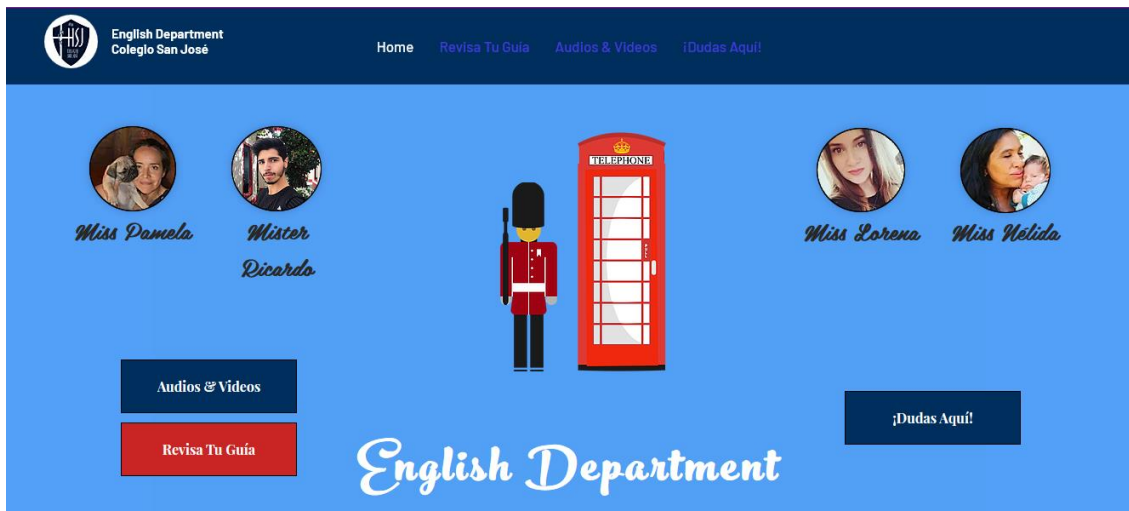 HSJ
English Department
Colegio San José
Home
Revisa Tu Guía
Audios & Videos
¡Dudas Aquí!
TELEPHONE
Miss Pamela
Mister
Ricardo
Miss Lorena
Miss Nélida
Audios & Videos
Revisa Tu Guía
¡Dudas Aquí!
English Department